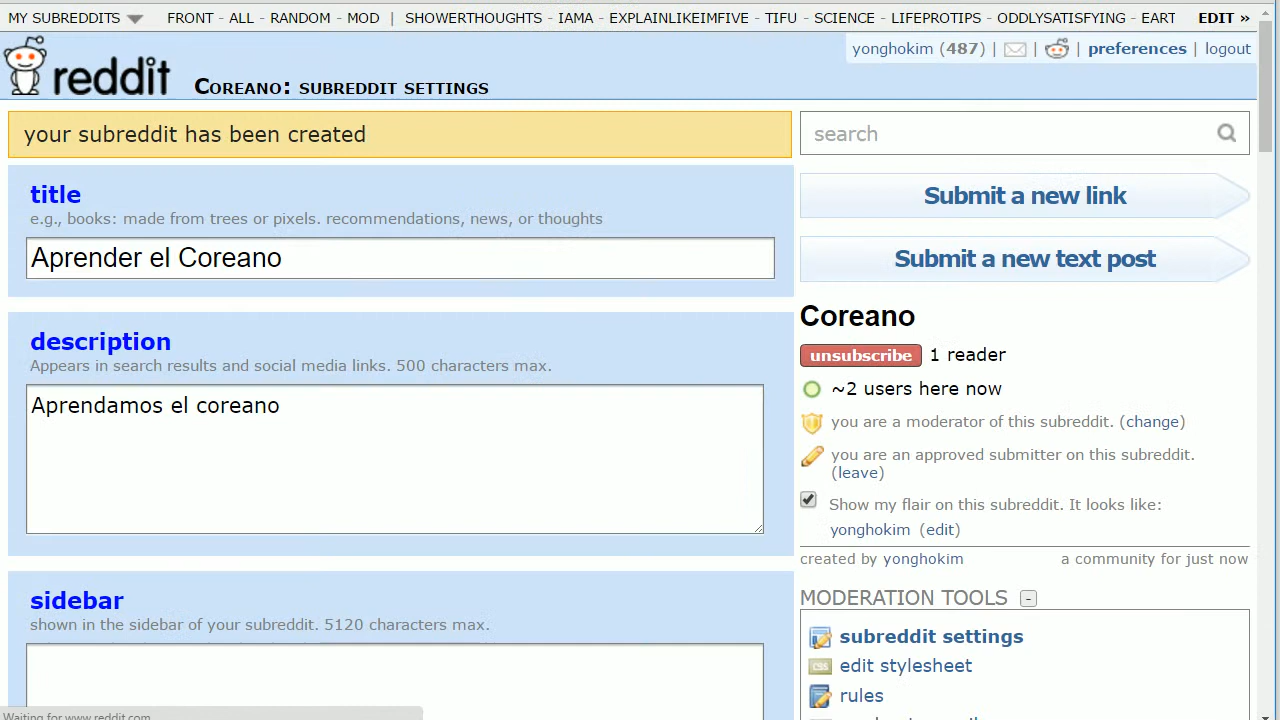 MY SUBREDDITS FRONT - ALL - RANDOM - MOD | SHOWERTHOUGHTS - IAMA - EXPLAINLIKEIMFIVE - TIFU - SCIENCE - LIFEPROTIPS - ODDLYSATISFYING - EART EDIT »
yonghokim (487) | | | preferences | logout
reddit COREANO: SUBREDDIT SETTINGS
your subreddit has been created
search
title
e.g., books: made from trees or pixels. recommendations, news, or thoughts
Aprender el Coreano
Submit a new link
Submit a new text post
description
Appears in search results and social media links. 500 characters max.
Aprendamos el coreano
Coreano
unsubscribe 1 reader
~2 users here now
you are a moderator of this subreddit. (change)
you are an approved submitter on this subreddit.
(leave)
Show my flair on this subreddit. It looks like:
yonghokim (edit)
created by yonghokim a community for just now
sidebar
shown in the sidebar of your subreddit. 5120 characters max.
MODERATION TOOLS -
subreddit settings
CSS edit stylesheet
rules
Waiting for www.reddit.com